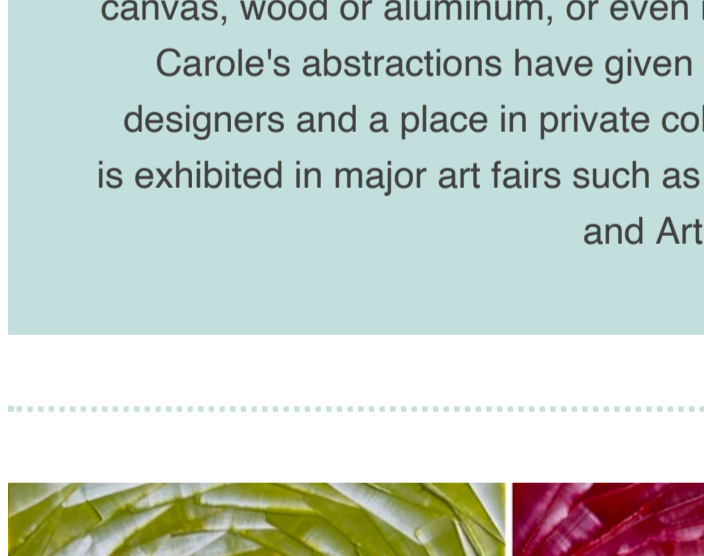 canvas, wood or aluminum, or even
Carole's abstractions have given
designers and a place in private
is exhibited in major art fairs such as
and Art